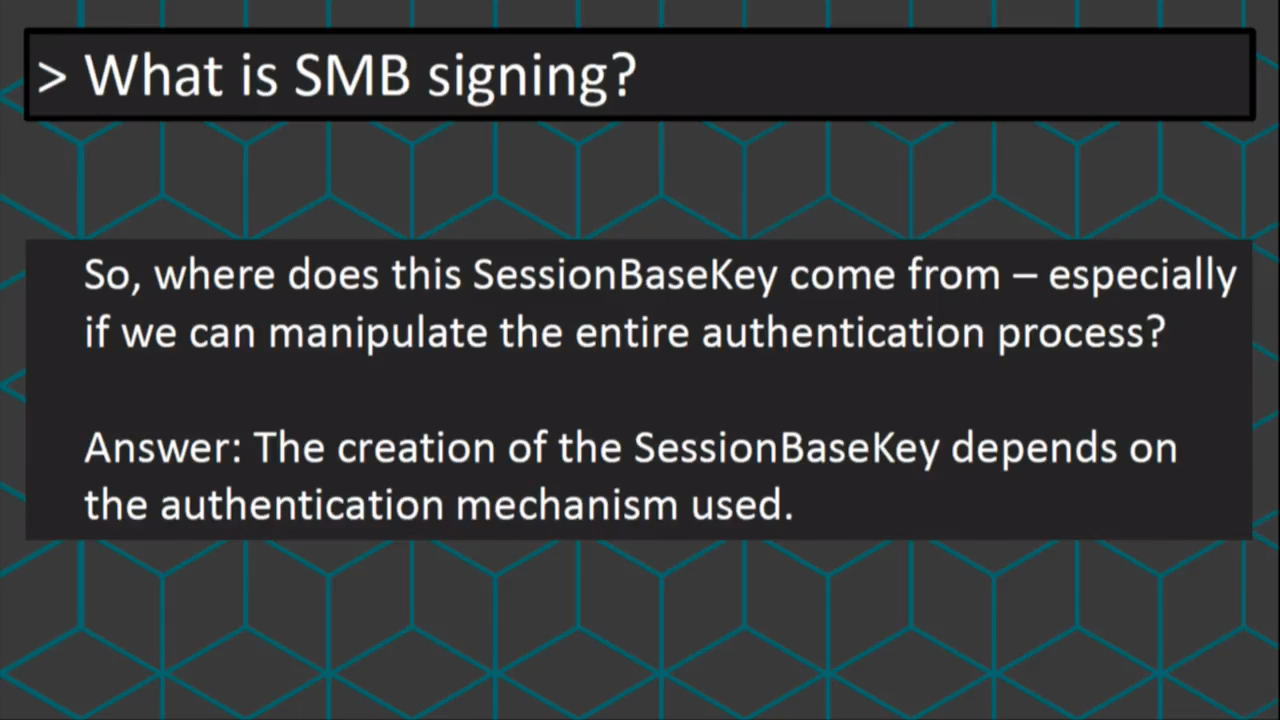 > What is SMB signing?
So, where does this SessionBaseKey come from – especially
if we can manipulate the entire authentication process?
Answer: The creation of the SessionBaseKey depends on
the authentication mechanism used.